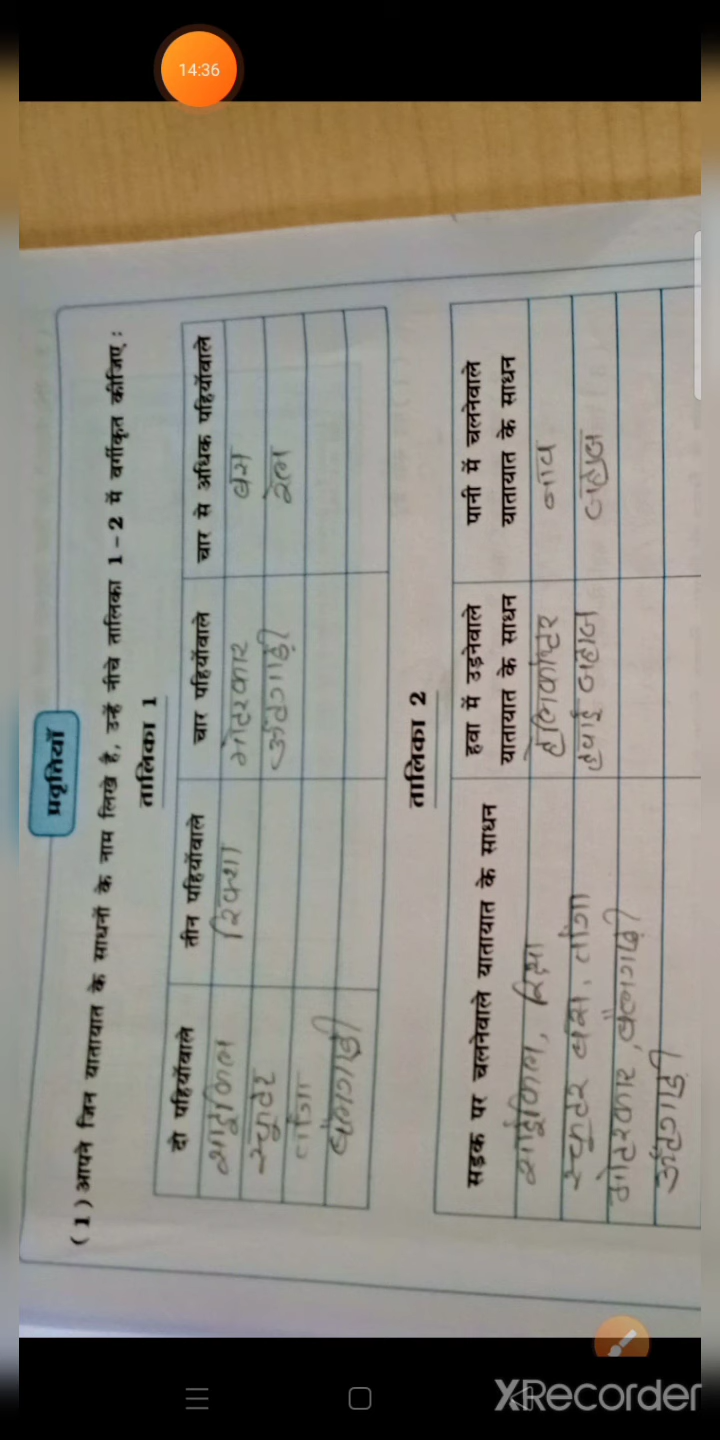 14:36
प्रवृत्तियाँ
(1) आपने जिन यातायात के साधनों के नाम लिखे है, उन्हें नीचे तालिका 1-2 में वर्गीकृत कीजिए :
तालिका 1
दो पहियोंवाले तीन पहियोंवाले चार पहियोंवाले चार से अधिक पहियोंवाले
साईकिल रिक्शा मोटरकार बस
स्कूटर ऊंटगाड़ी रेल
तांगा
बैलगाड़ी
तालिका 2
सड़क पर चलनेवाले यातायात के साधन हवा में उड़नेवाले यातायात के साधन पानी में चलनेवाले यातायात के साधन
साईकिल, रिक्षा हेलिकॉप्टर नाव
स्कूटर बस, तांगा हवाई जहाज जहाज
मोटरकार, बैलगाड़ी
ऊंटगाड़ी
XRecorder